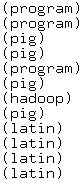 (program)
(program)
(pig)
(pig)
(program)
(pig)
(hadoop)
(pig)
(latin)
(latin)
(latin)
(latin)